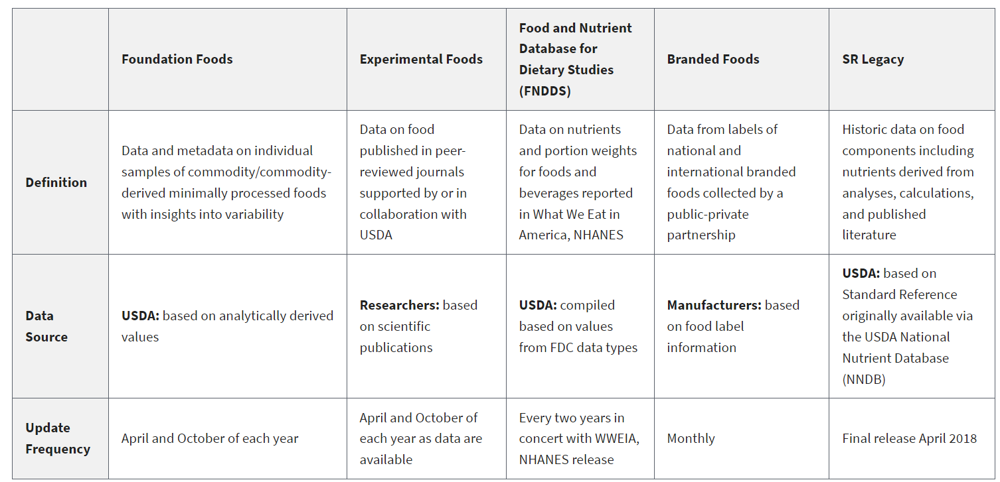 Foundation Foods
Experimental Foods
Food and Nutrient
Database for
Dietary Studies
(FNDDS)
Branded Foods
SR Legacy
Definition
Data and metadata on individual
samples of commodity/commodity-
derived minimally processed foods
with insights into variability
Data on food
published in peer-
reviewed journals
supported by or in
collaboration with
USDA
Data on nutrients
and portion weights
for foods and
beverages reported
in What We Eat in
America, NHANES
Data from labels of
national and
international branded
foods collected by a
public-private
partnership
Historic data on food
components including
nutrients derived from
analyses, calculations,
and published
literature
Data
Source
USDA: based on analytically derived
values
Researchers: based
on scientific
publications
USDA: compiled
based on values
from FDC data types
Manufacturers: based
on food label
information
USDA: based on
Standard Reference
originally available via
the USDA National
Nutrient Database
(NNDB)
Update
Frequency
April and October of each year
April and October of
each year as data are
available
Every two years in
concert with WWEIA,
NHANES release
Monthly
Final release April 2018